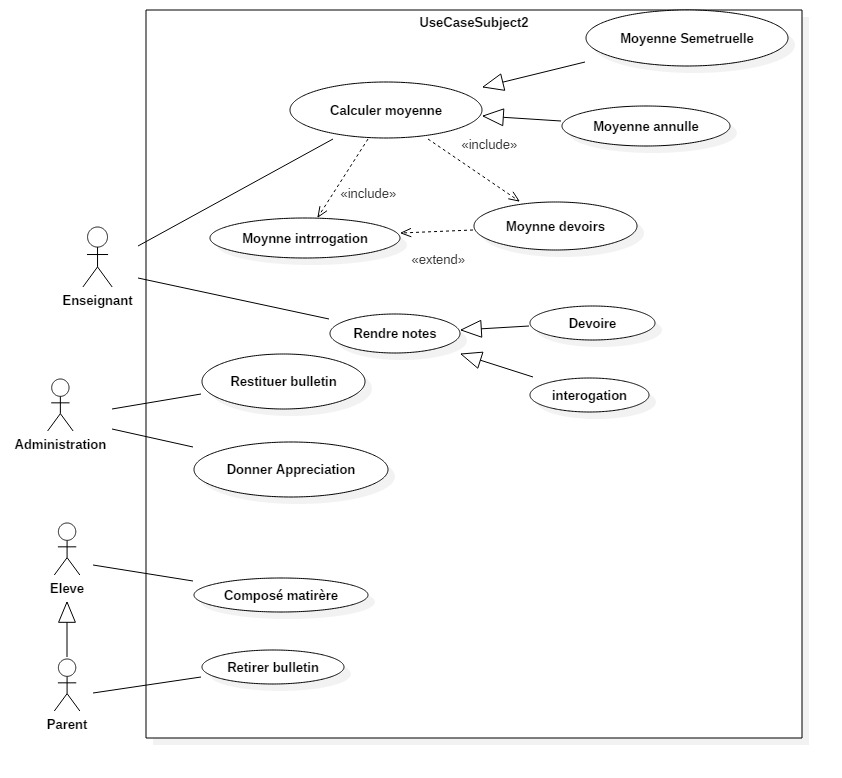 UseCaseSubject2
Moyenne Semetruelle
Calculer moyenne
Moyenne annulle
«include»
«include»
Moynne devoirs
Moynne intrrogation
«extend»
Enseignant
Devoire
Rendre notes
Restituer bulletin
interogation
Administration
Donner Appreciation
Eleve
Composé matirère
Retirer bulletin
Parent